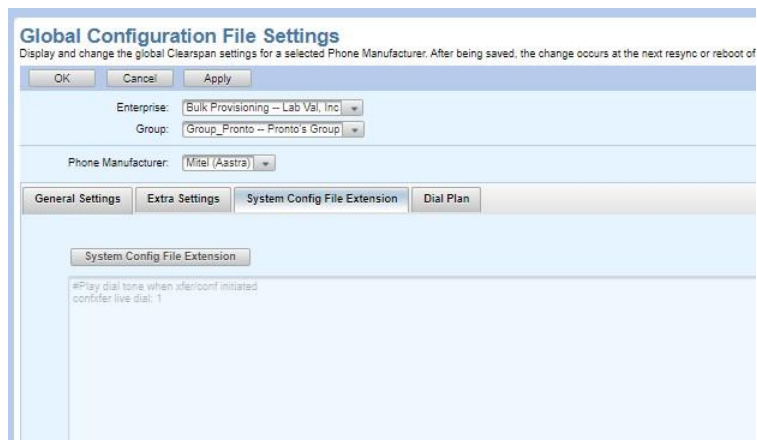 Global Configuration File Settings
Display and change the global Clearspan settings for a selected Phone Manufacturer. After being saved, the change occurs at the next resync or reboot of
OK Cancel Apply
Enterprise: Bulk Provisioning -- Lab Val, Inc
Group: Group_Pronto -- Pronto's Group
Phone Manufacturer: Mitel (Aastra)
General Settings Extra Settings System Config File Extension Dial Plan
System Config File Extension
#Play dial tone when xfer/conf initiated
confxfer live dial: 1